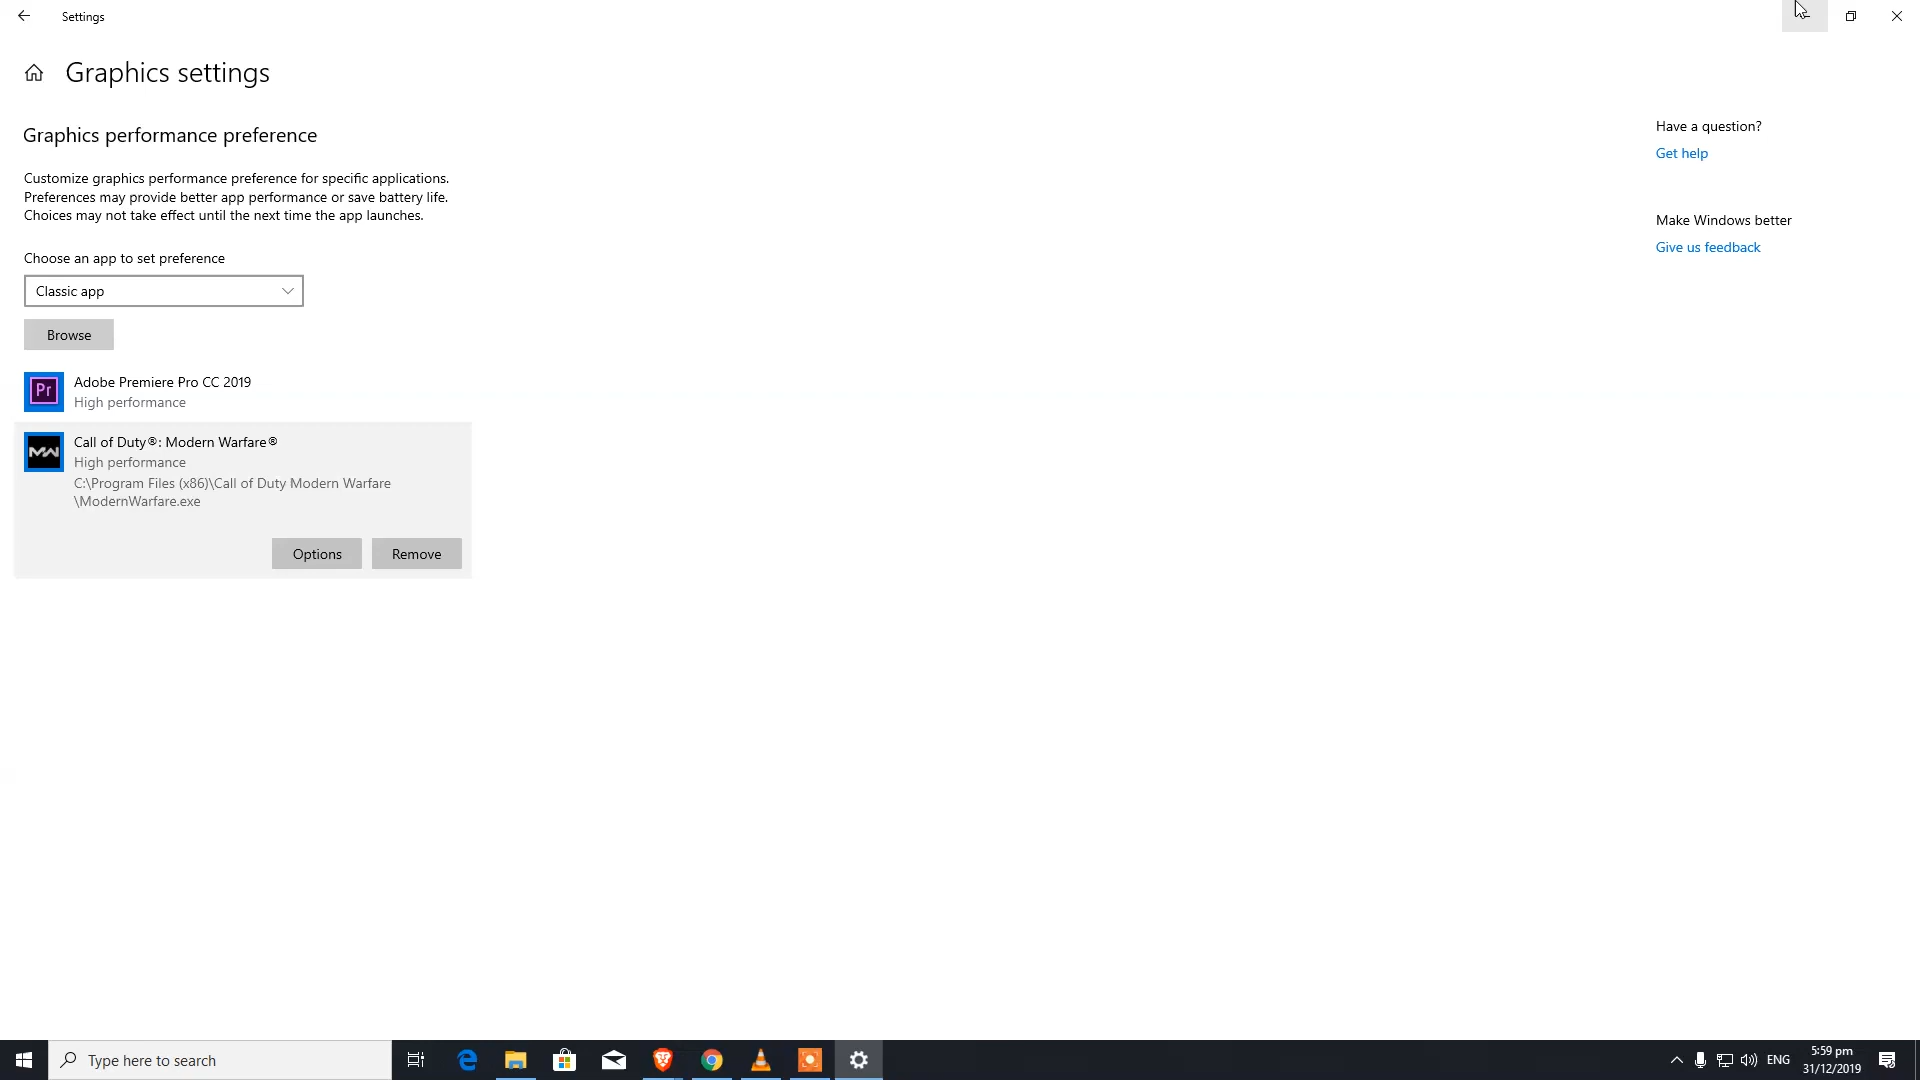 Settings
Graphics settings
Graphics performance preference
Customize graphics performance preference for specific applications.
Preferences may provide better app performance or save battery life.
Choices may not take effect until the next time the app launches.
Choose an app to set preference
Classic app
Browse
Pr
Adobe Premiere Pro CC 2019
High performance
MW
Call of Duty®: Modern Warfare®
High performance
C:\Program Files (x86)\Call of Duty Modern Warfare
\ModernWarfare.exe
Options
Remove
Have a question?
Get help
Make Windows better
Give us feedback
Type here to search
ENG
5:59 pm
31/12/2019